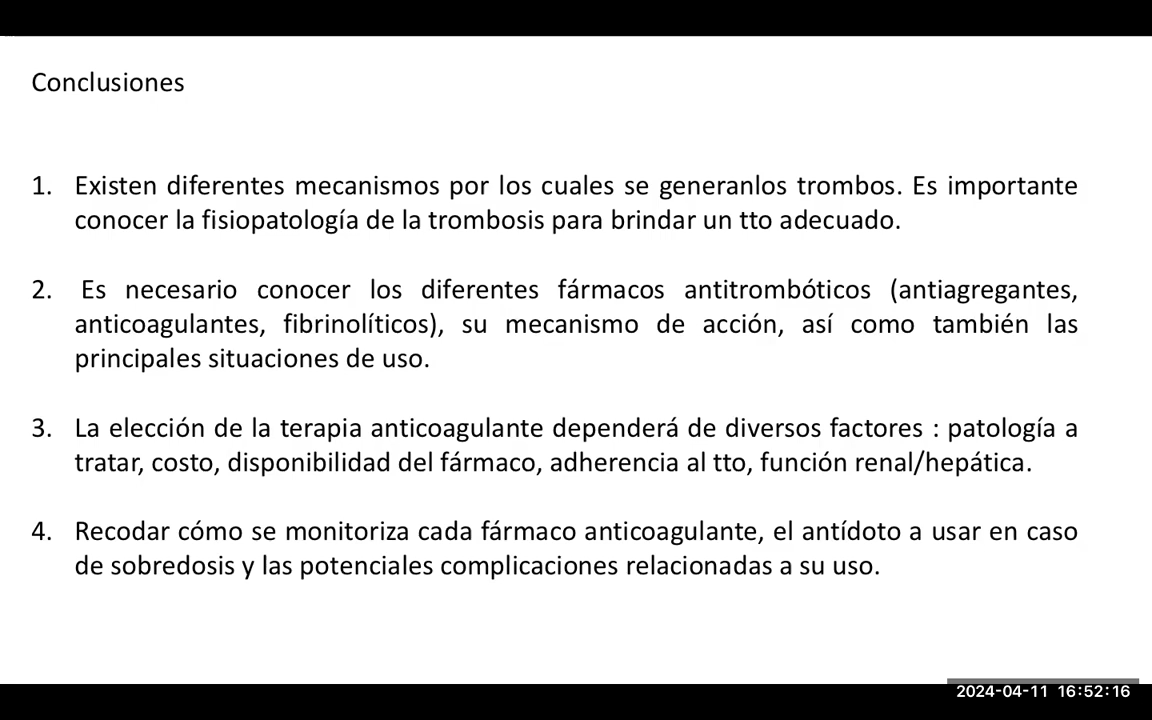 Conclusiones
1. Existen diferentes mecanismos por los cuales se generanlos trombos. Es importante
conocer la fisiopatología de la trombosis para brindar un tto adecuado.
2. Es necesario conocer los diferentes fármacos antitrombóticos (antiagregantes,
anticoagulantes, fibrinolíticos), su mecanismo de acción, así como también las
principales situaciones de uso.
3. La elección de la terapia anticoagulante dependerá de diversos factores : patología a
tratar, costo, disponibilidad del fármaco, adherencia al tto, función renal/hepática.
4. Recodar cómo se monitoriza cada fármaco anticoagulante, el antídoto a usar en caso
de sobredosis y las potenciales complicaciones relacionadas a su uso.
2024-04-11 16:52:16